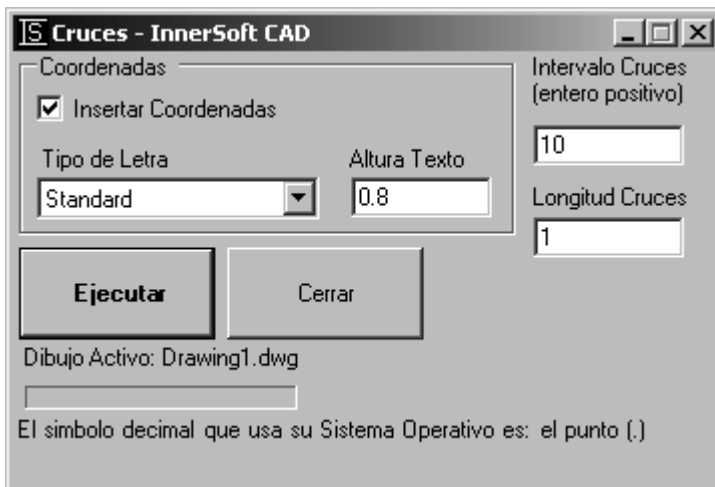 IS Cruces - InnerSoft CAD
Coordenadas
Insertar Coordenadas
Tipo de Letra
Altura Texto
Standard
0.8
Intervalo Cruces
(entero positivo)
10
Longitud Cruces
1
Ejecutar
Cerrar
Dibujo Activo: Drawing1.dwg
El simbolo decimal que usa su Sistema Operativo es: el punto (.)